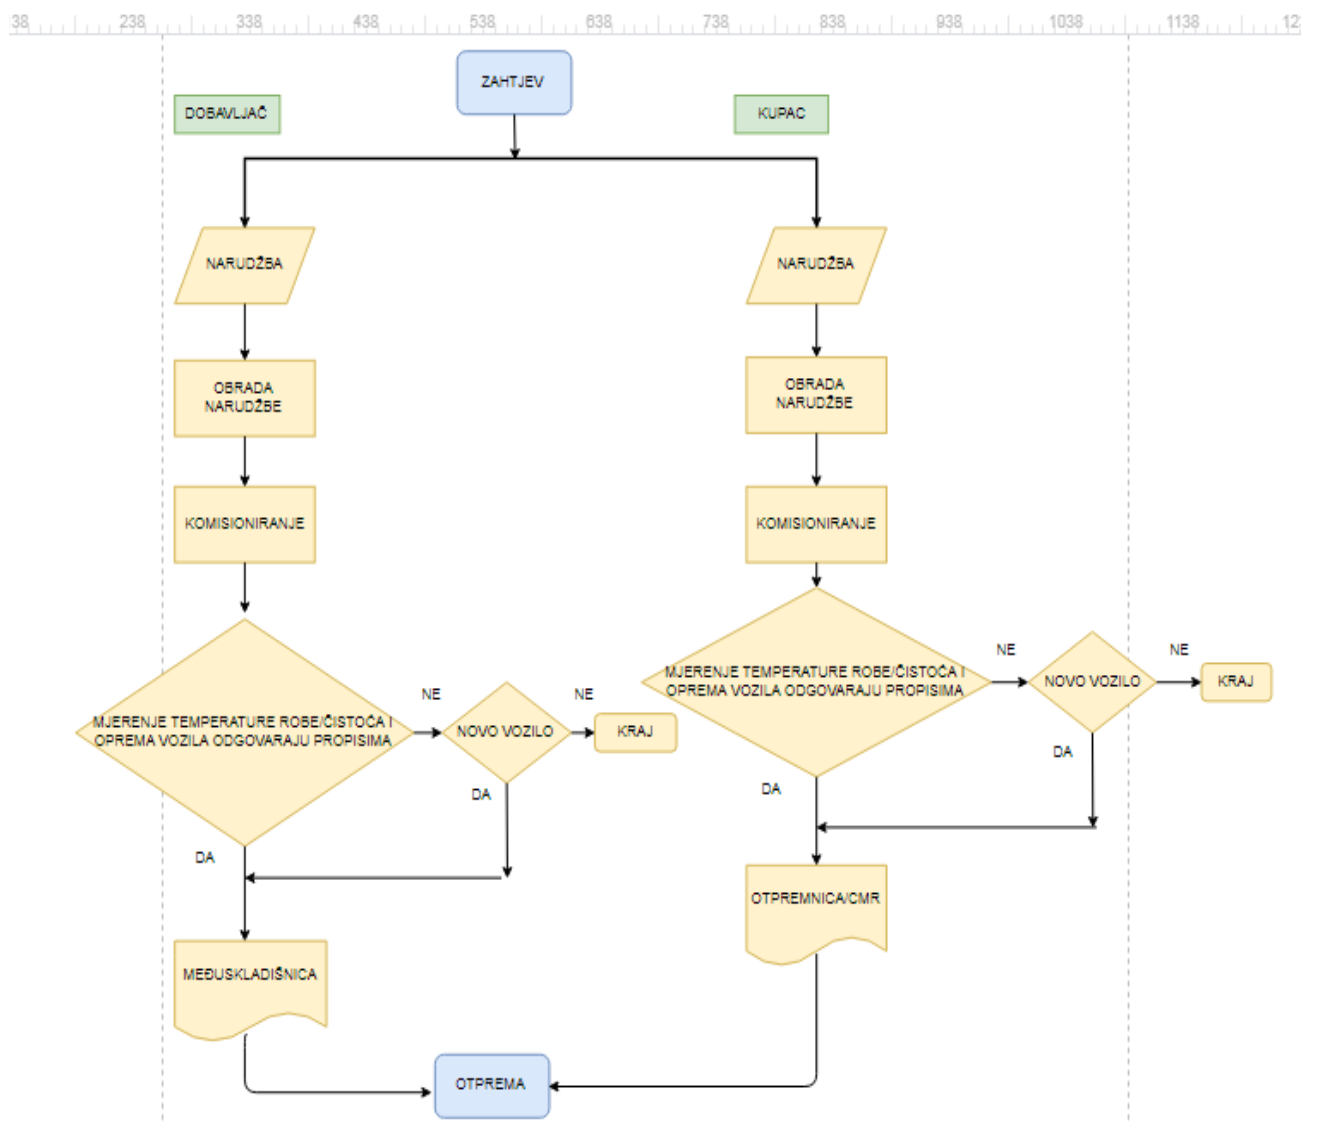 38 238 338 438 538 638 738 838 938 1038 1138 12
ZAHTJEV
DOBAVLJAČ
KUPAC
NARUDŽBA
NARUDŽBA
OBRADA
NARUDŽBE
OBRADA
NARUDŽBE
KOMISIONIRANJE
KOMISIONIRANJE
MJERENJE TEMPERATURE ROBE/ČISTOĆA I
OPREMA VOZILA ODGOVARAJU PROPISIMA
NE
NOVO VOZILO
NE
KRAJ
DA
DA
MJERENJE TEMPERATURE ROBE/ČISTOĆA I
OPREMA VOZILA ODGOVARAJU PROPISIMA
NE
NOVO VOZILO
NE
KRAJ
DA
DA
OTPREMNICA/CMR
MEĐUSKLADIŠNICA
OTPREMA